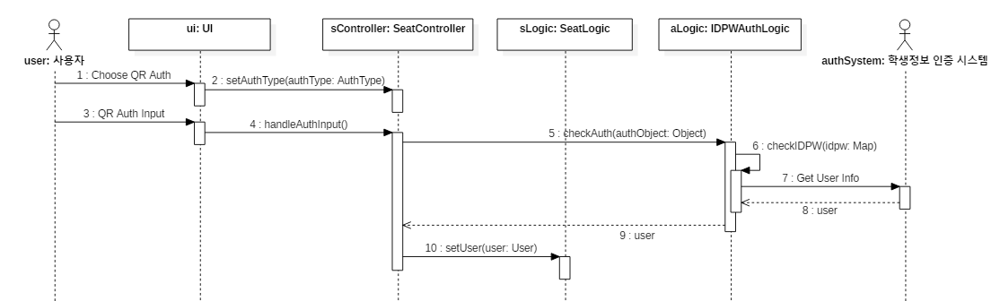 ui: UI
sController: SeatController
sLogic: SeatLogic
aLogic: IDPWAuthLogic
user: 사용자
authSystem: 학생정보 인증 시스템
1 : Choose QR Auth
2 : setAuthType(authType: AuthType)
3 : QR Auth Input
4 : handleAuthInput()
5 : checkAuth(authObject: Object)
6 : checkIDPW(idpw: Map)
7 : Get User Info
8 : user
9 : user
10 : setUser(user: User)